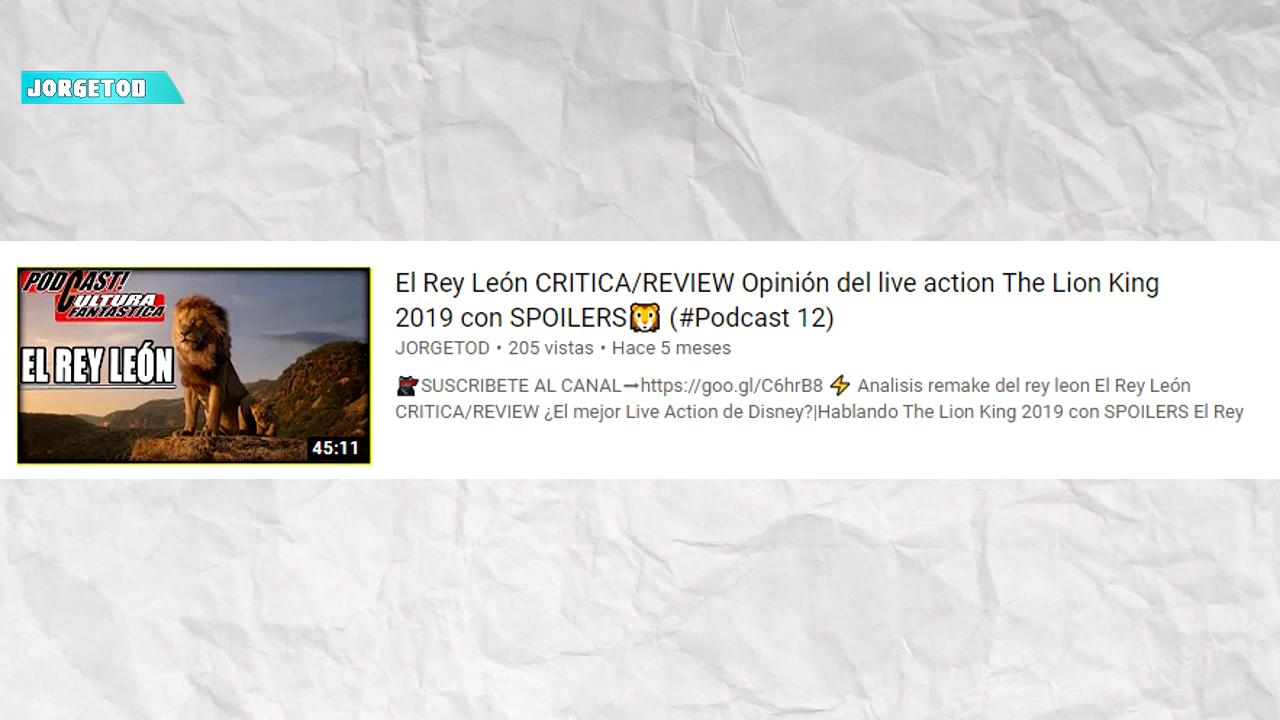 JORGETOD
PODCAST!
CULTURA
FANTASTICA
EL REY LEÓN
45:11
El Rey León CRITICA/REVIEW Opinión del live action The Lion King
2019 con SPOILERS🦁 (#Podcast 12)
JORGETOD • 205 vistas • Hace 5 meses
SUSCRIBETE AL CANAL➞https://goo.gl/C6hrB8 ⚡ Analisis remake del rey leon El Rey León
CRITICA/REVIEW ¿El mejor Live Action de Disney?|Hablando The Lion King 2019 con SPOILERS El Rey